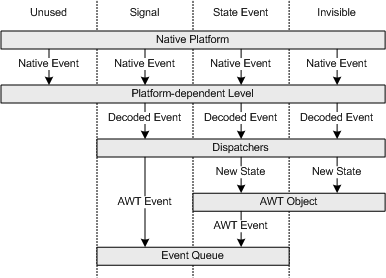 Unused Signal State Event Invisible
Native Platform
Native Event Native Event Native Event Native Event
Platform-dependent Level
Decoded Event Decoded Event Decoded Event
Dispatchers
New State New State
AWT Event AWT Object
AWT Event
Event Queue